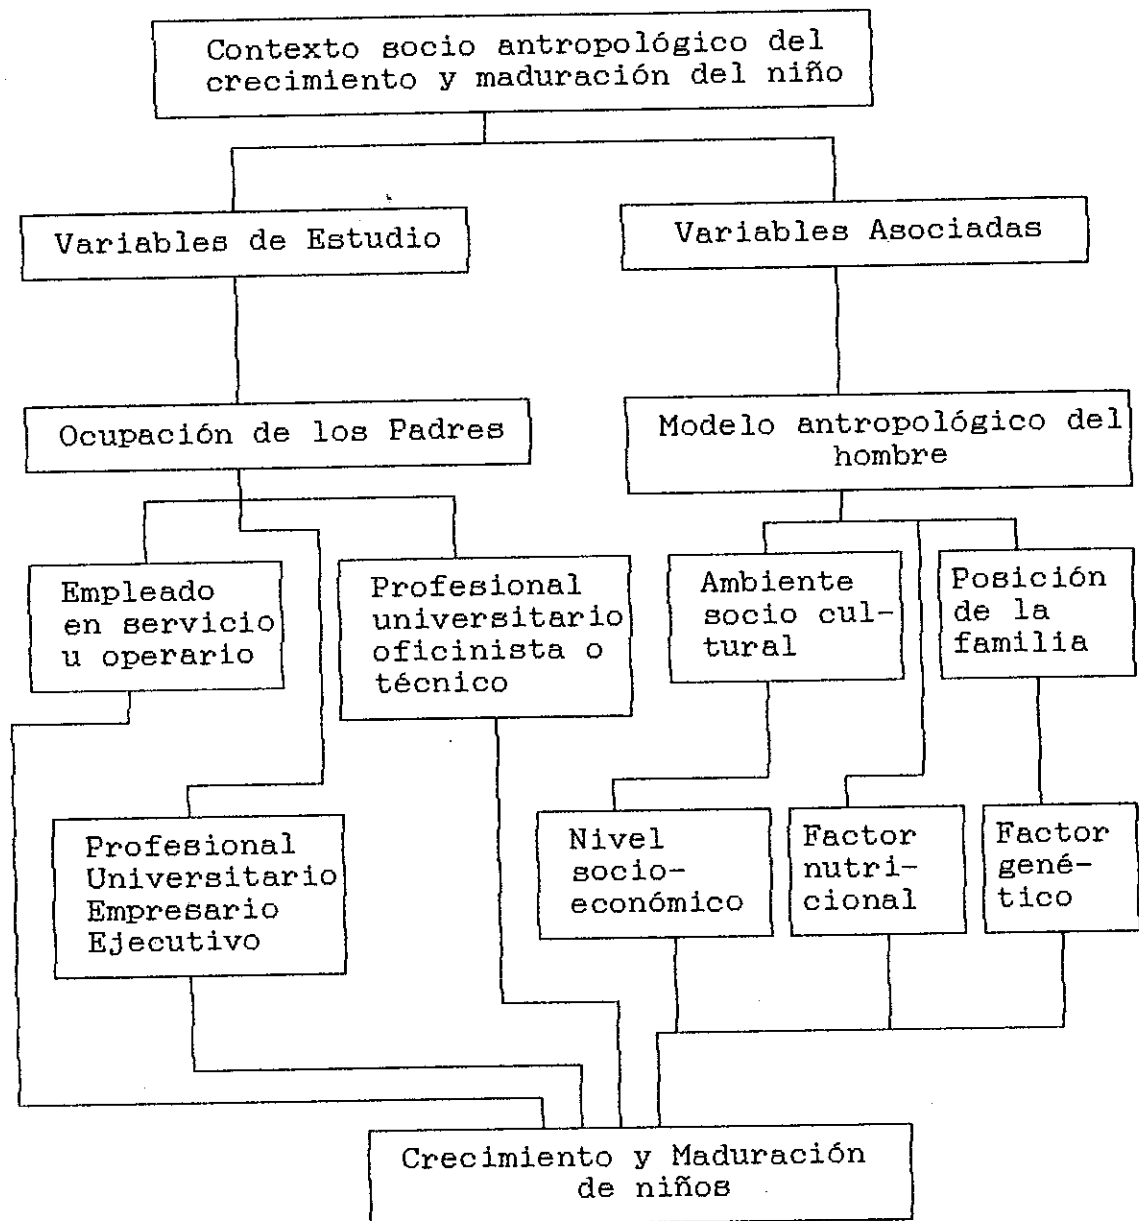 Contexto socio antropológico del
crecimiento y maduración del niño
Variables de Estudio
Variables Asociadas
Ocupación de los Padres
Modelo antropológico del
hombre
Empleado
en servicio
u operario
Profesional
universitario
oficinista o
técnico
Ambiente
socio cul-
tural
Posición
de la
familia
Profesional
Universitario
Empresario
Ejecutivo
Nivel
socio-
económico
Factor
nutri-
cional
Factor
gené-
tico
Crecimiento y Maduración
de niños